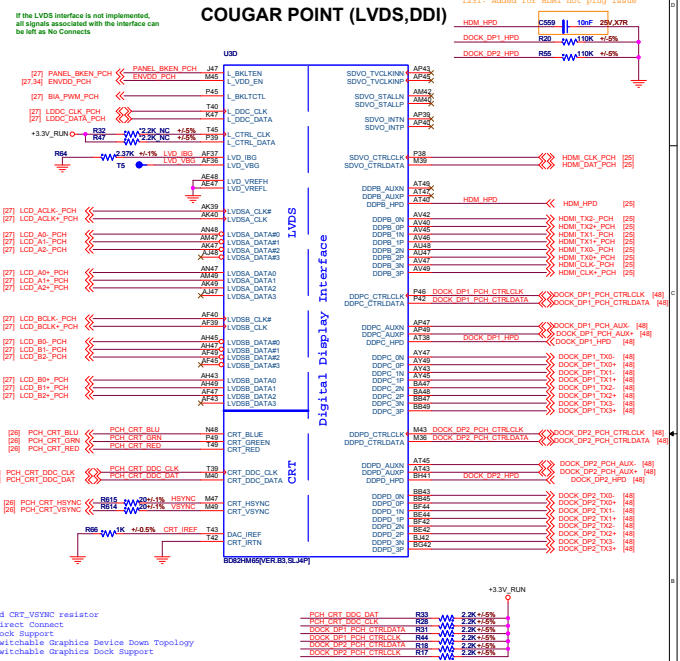 1231- Added for HDMI hot plug issue
COUGAR POINT (LVDS,DDI)
If the LVDS interface is not implemented,
all signals associated with the interface can
be left as No Connects
HDMI_HPD C559 10nF 25V,X7R
DOCK_DP1_HPD R20 110K +/-5%
DOCK_DP2_HPD R55 110K +/-5%
U3D
[27] PANEL_BKEN_PCH PANEL_BKEN_PCH J47 L_BKLTEN
[27,34] ENVDD_PCH ENVDD_PCH M45 L_VDD_EN
[27] BIA_PWM_PCH P45 L_BKLTCTL
[27] LDDC_CLK_PCH T40 L_DDC_CLK
[27] LDDC_DATA_PCH K47 L_DDC_DATA
+3.3V_RUN R32 *2.2K_NC +/-5% T45 L_CTRL_CLK
R47 *2.2K_NC +/-5% P39 L_CTRL_DATA
R64 2.37K +/-1% LVD_IBG AF37 LVD_IBG
T5 LVD_VBG AF36 LVD_VBG
AE48 LVD_VREFH
AE47 LVD_VREFL
[27] LCD_ACLK-_PCH AK39 LVDSA_CLK#
[27] LCD_ACLK+_PCH AK40 LVDSA_CLK
[27] LCD_A0-_PCH AN48 LVDSA_DATA#0
[27] LCD_A1-_PCH AM47 LVDSA_DATA#1
[27] LCD_A2-_PCH AK47 LVDSA_DATA#2
AJ48 LVDSA_DATA#3
[27] LCD_A0+_PCH AN47 LVDSA_DATA0
[27] LCD_A1+_PCH AM49 LVDSA_DATA1
[27] LCD_A2+_PCH AK49 LVDSA_DATA2
AJ47 LVDSA_DATA3
[27] LCD_BCLK-_PCH AF40 LVDSB_CLK#
[27] LCD_BCLK+_PCH AF39 LVDSB_CLK
[27] LCD_B0-_PCH AH45 LVDSB_DATA#0
[27] LCD_B1-_PCH AH47 LVDSB_DATA#1
[27] LCD_B2-_PCH AF49 LVDSB_DATA#2
AF45 LVDSB_DATA#3
[27] LCD_B0+_PCH AH43 LVDSB_DATA0
[27] LCD_B1+_PCH AH49 LVDSB_DATA1
[27] LCD_B2+_PCH AF47 LVDSB_DATA2
AF43 LVDSB_DATA3
[26] PCH_CRT_BLU PCH_CRT_BLU N48 CRT_BLUE
[26] PCH_CRT_GRN PCH_CRT_GRN P49 CRT_GREEN
[26] PCH_CRT_RED PCH_CRT_RED T49 CRT_RED
] PCH_CRT_DDC_CLK PCH_CRT_DDC_CLK T39 CRT_DDC_CLK
] PCH_CRT_DDC_DAT PCH_CRT_DDC_DAT M40 CRT_DDC_DATA
[26] PCH_CRT_HSYNC R615 20+/-1% HSYNC M47 CRT_HSYNC
[26] PCH_CRT_VSYNC R614 20+/-1% VSYNC M49 CRT_VSYNC
R66 1K +/-0.5% CRT_IREF T43 DAC_IREF
T42 CRT_IRTN
LVDS
Digital Display Interface
CRT
BD82HM65[VER.B3,SLJ4P]
SDVO_TVCLKINN AP43
SDVO_TVCLKINP AP45
SDVO_STALLN AM42
SDVO_STALLP AM40
SDVO_INTN AP39
SDVO_INTP AP40
SDVO_CTRLCLK P38 HDMI_CLK_PCH [25]
SDVO_CTRLDATA M39 HDMI_DAT_PCH [25]
DDPB_AUXN AT49
DDPB_AUXP AT47
DDPB_HPD AT40 HDM_HPD HDM_HPD [25]
DDPB_0N AV42 HDMI_TX2-_PCH [25]
DDPB_0P AV40 HDMI_TX2+_PCH [25]
DDPB_1N AV45 HDMI_TX1-_PCH [25]
DDPB_1P AV46 HDMI_TX1+_PCH [25]
DDPB_2N AU48 HDMI_TX0-_PCH [25]
DDPB_2P AU47 HDMI_TX0+_PCH [25]
DDPB_3N AV47 HDMI_CLK-_PCH [25]
DDPB_3P AV49 HDMI_CLK+_PCH [25]
DDPC_CTRLCLK P46 DOCK_DP1_PCH_CTRLCLK DOCK_DP1_PCH_CTRLCLK [48]
DDPC_CTRLDATA P42 DOCK_DP1_PCH_CTRLDATA DOCK_DP1_PCH_CTRLDATA [48]
DDPC_AUXN AP47 DOCK_DP1_PCH_AUX- [48]
DDPC_AUXP AP49 DOCK_DP1_PCH_AUX+ [48]
DDPC_HPD AT38 DOCK_DP1_HPD DOCK_DP1_HPD [48]
DDPC_0N AY47 DOCK_DP1_TX0- [48]
DDPC_0P AY49 DOCK_DP1_TX0+ [48]
DDPC_1N AY43 DOCK_DP1_TX1- [48]
DDPC_1P AY45 DOCK_DP1_TX1+ [48]
DDPC_2N BA47 DOCK_DP1_TX2- [48]
DDPC_2P BA48 DOCK_DP1_TX2+ [48]
DDPC_3N BB47 DOCK_DP1_TX3- [48]
DDPC_3P BB49 DOCK_DP1_TX3+ [48]
DDPD_CTRLCLK M43 DOCK_DP2_PCH_CTRLCLK DOCK_DP2_PCH_CTRLCLK [48]
DDPD_CTRLDATA M36 DOCK_DP2_PCH_CTRLDATA DOCK_DP2_PCH_CTRLDATA [48]
DDPD_AUXN AT45 DOCK_DP2_PCH_AUX- [48]
DDPD_AUXP AT43 DOCK_DP2_PCH_AUX+ [48]
DDPD_HPD BH41 DOCK_DP2_HPD DOCK_DP2_HPD [48]
DDPD_0N BB43 DOCK_DP2_TX0- [48]
DDPD_0P BB45 DOCK_DP2_TX0+ [48]
DDPD_1N BF44 DOCK_DP2_TX1- [48]
DDPD_1P BE44 DOCK_DP2_TX1+ [48]
DDPD_2N BF42 DOCK_DP2_TX2- [48]
DDPD_2P BE42 DOCK_DP2_TX2+ [48]
DDPD_3N BJ42 DOCK_DP2_TX3- [48]
DDPD_3P BG42 DOCK_DP2_TX3+ [48]
D
C
B
+3.3V_RUN
PCH_CRT_DDC_DAT R33 2.2K+/-5%
PCH_CRT_DDC_CLK R28 2.2K+/-5%
DOCK_DP1_PCH_CTRLDATA R31 2.2K+/-5%
DOCK_DP1_PCH_CTRLCLK R44 2.2K+/-5%
DOCK_DP2_PCH_CTRLDATA R18 2.2K+/-5%
DOCK_DP2_PCH_CTRLCLK R17 2.2K+/-5%
d CRT_VSYNC resistor
irect Connect
ock Support
witchable Graphics Device Down Topology
witchable Graphics Dock Support